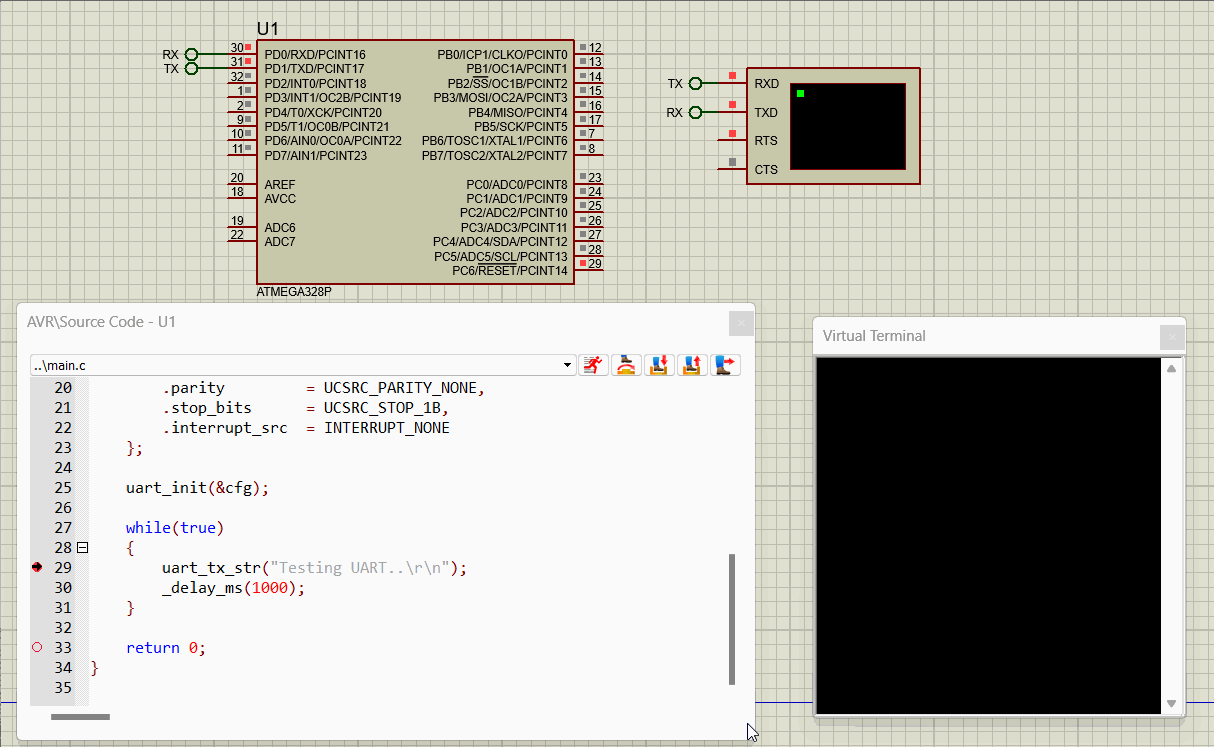 U1
RX 30 PD0/RXD/PCINT16 PB0/ICP1/CLKO/PCINT0 12
TX 31 PD1/TXD/PCINT17 PB1/OC1A/PCINT1 13
32 PD2/INT0/PCINT18 PB2/SS/OC1B/PCINT2 14
1 PD3/INT1/OC2B/PCINT19 PB3/MOSI/OC2A/PCINT3 15
2 PD4/T0/XCK/PCINT20 PB4/MISO/PCINT4 16
9 PD5/T1/OC0B/PCINT21 PB5/SCK/PCINT5 17
10 PD6/AIN0/OC0A/PCINT22 PB6/TOSC1/XTAL1/PCINT6 7
11 PD7/AIN1/PCINT23 PB7/TOSC2/XTAL2/PCINT7 8
20 AREF PC0/ADC0/PCINT8 23
18 AVCC PC1/ADC1/PCINT9 24
PC2/ADC2/PCINT10 25
19 ADC6 PC3/ADC3/PCINT11 26
22 ADC7 PC4/ADC4/SDA/PCINT12 27
PC5/ADC5/SCL/PCINT13 28
PC6/RESET/PCINT14 29
ATMEGA328P
TX RXD
RX TXD
RTS
CTS
AVR\Source Code - U1
..\main.c
20 .parity = UCSRC_PARITY_NONE,
21 .stop_bits = UCSRC_STOP_1B,
22 .interrupt_src = INTERRUPT_NONE
23 };
24
25 uart_init(&cfg);
26
27 while(true)
28 {
29 uart_tx_str("Testing UART..\r\n");
30 _delay_ms(1000);
31 }
32
33 return 0;
34 }
35
Virtual Terminal